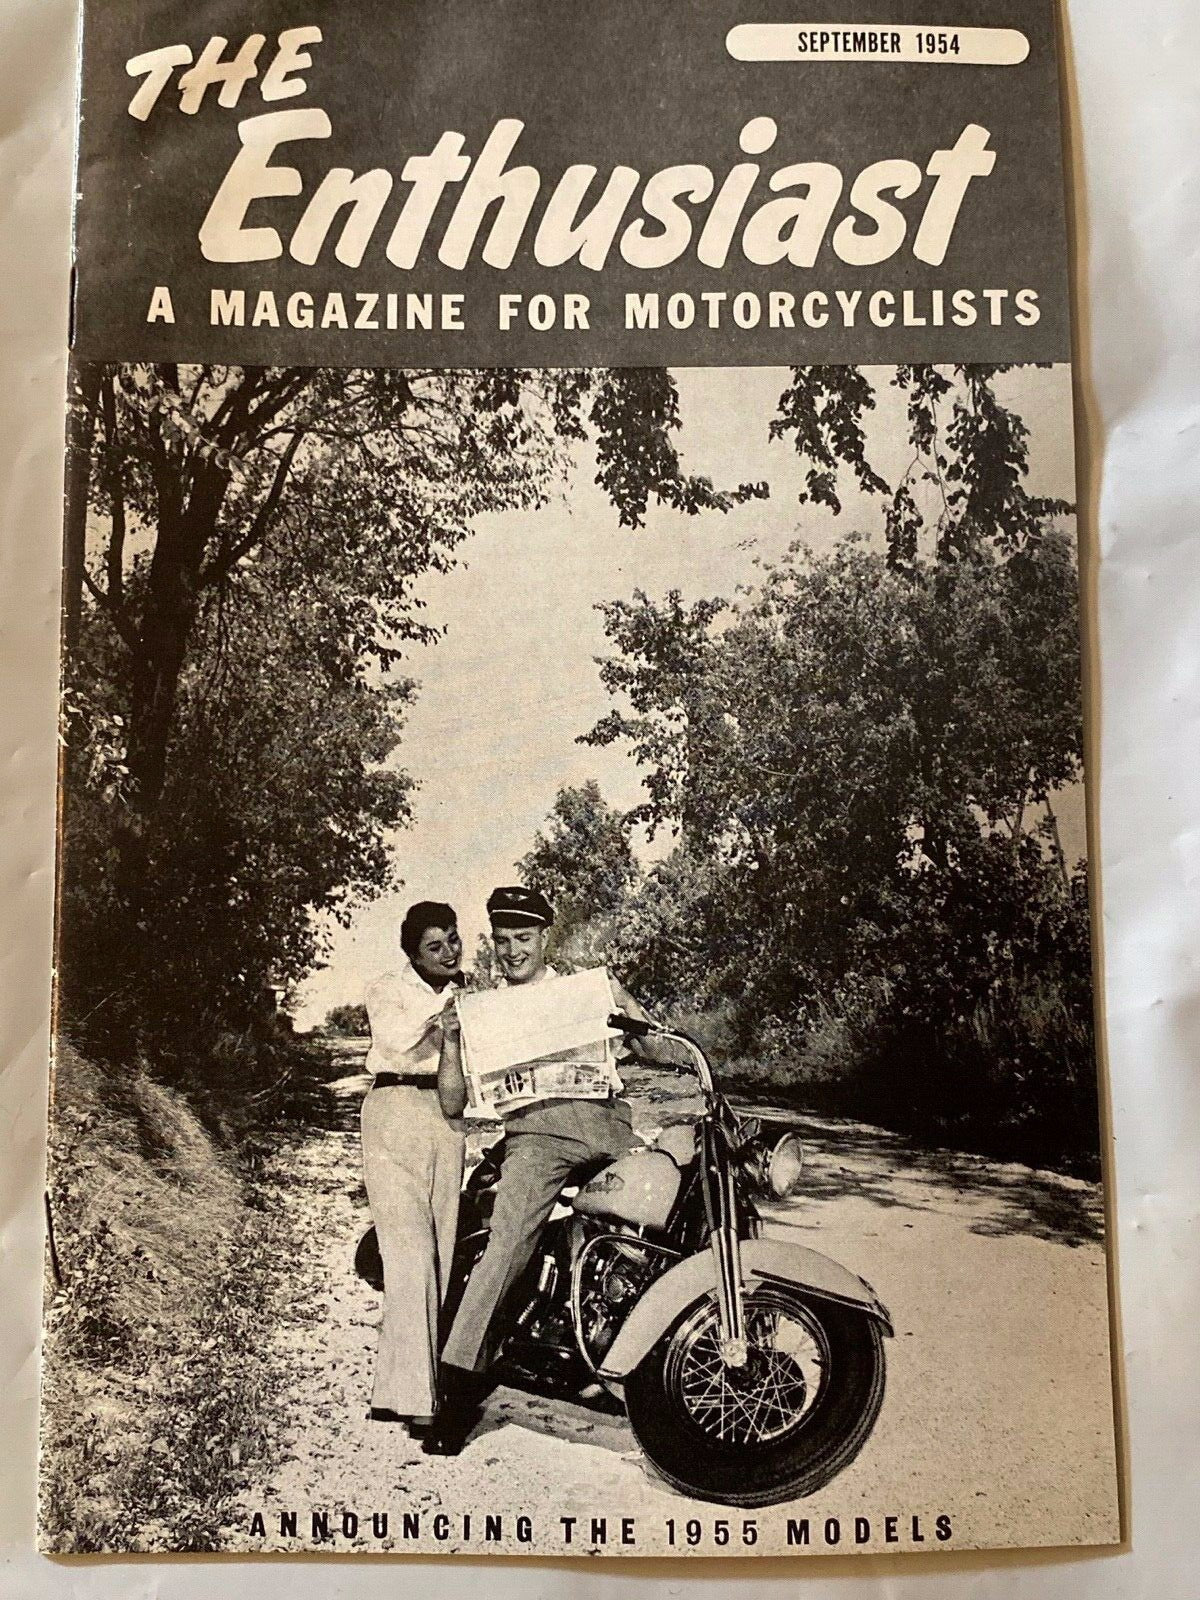 SEPTEMBER 1954
THE
Enthusiast
A MAGAZINE FOR MOTORCYCLISTS
ANNOUNCING THE 1955 MODELS